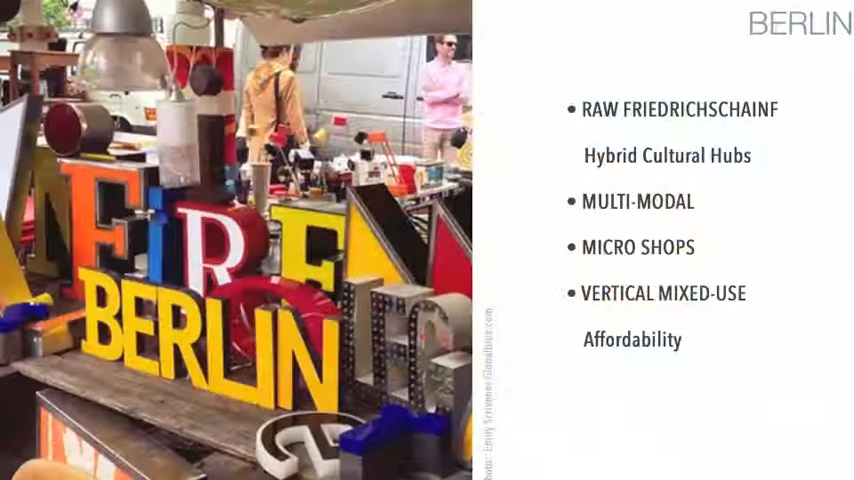 BERLIN
• RAW FRIEDRICHSCHAINF
Hybrid Cultural Hubs
• MULTI-MODAL
• MICRO SHOPS
• VERTICAL MIXED-USE
Affordability
BERLIN